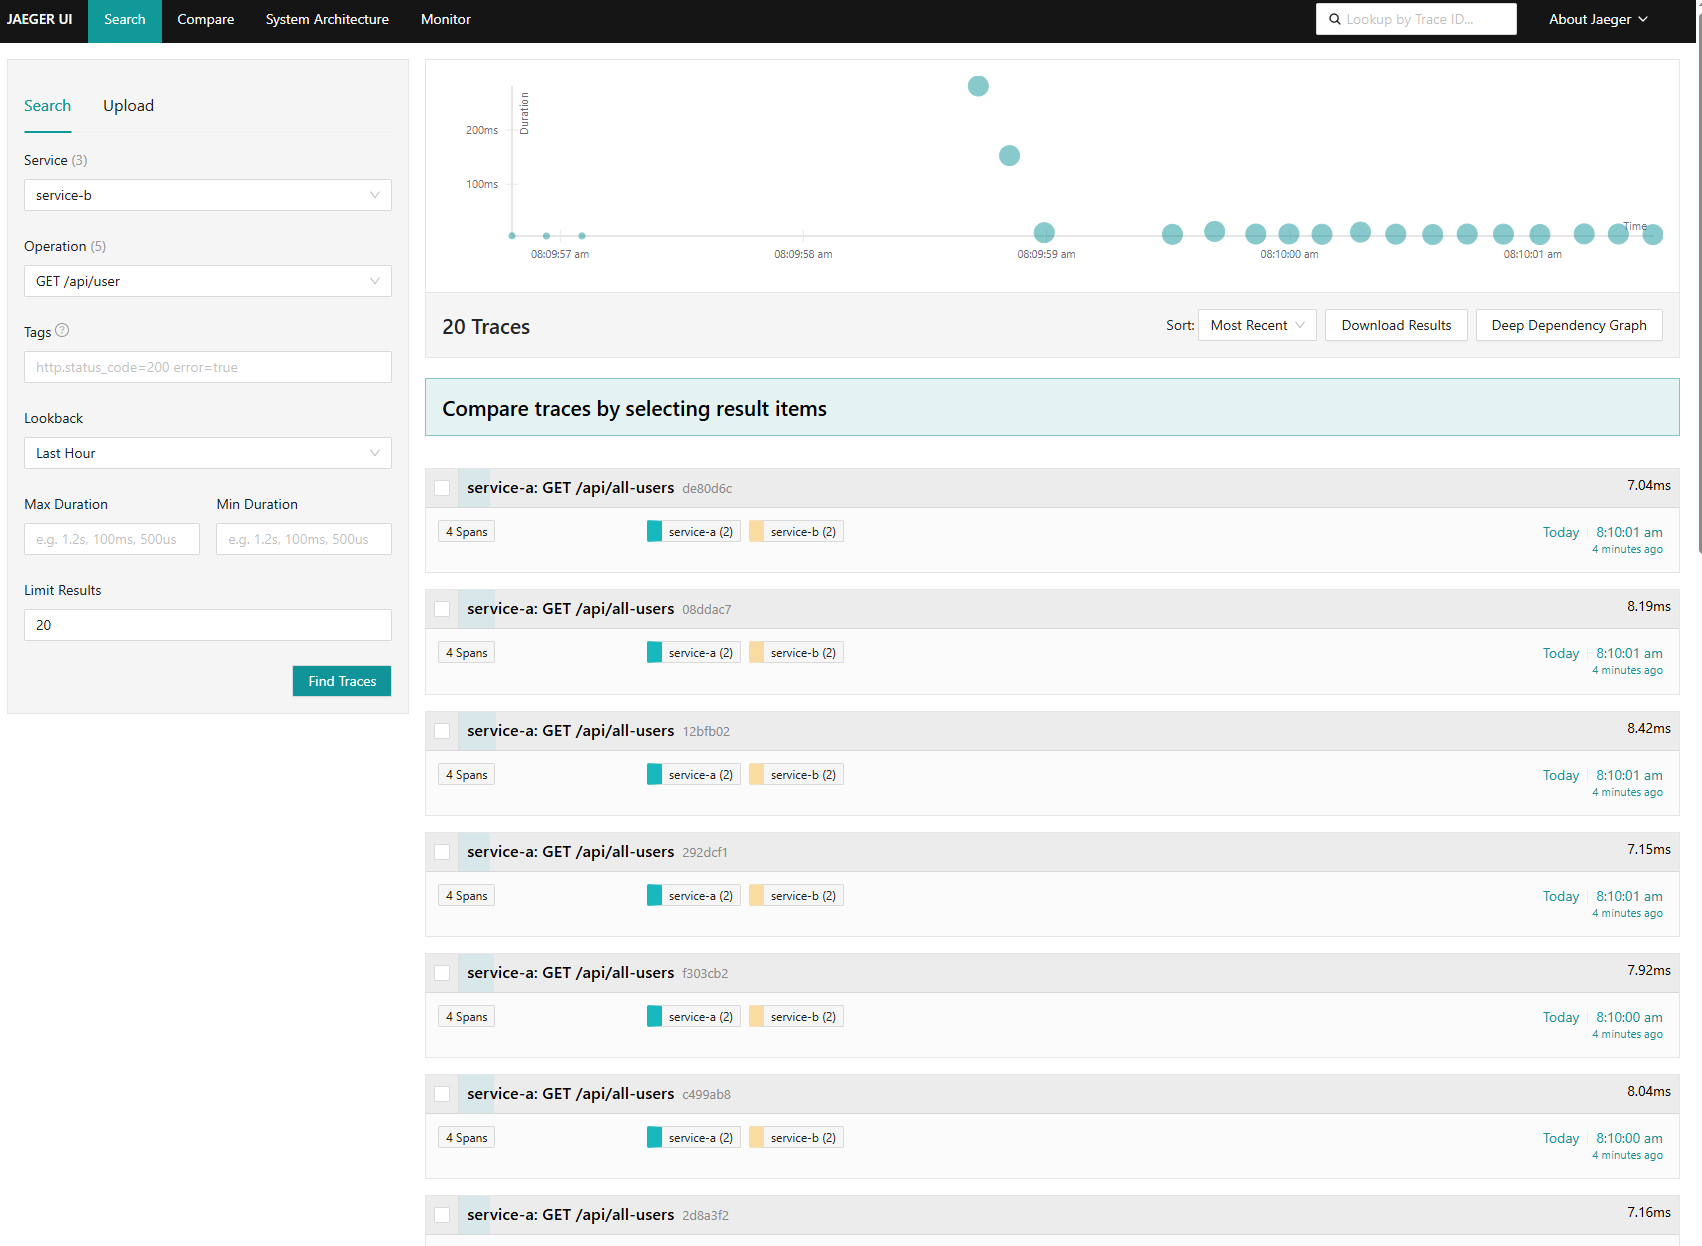 JAEGER UI Search Compare System Architecture Monitor Lookup by Trace ID... About Jaeger
Search Upload
Service (3)
service-b
Operation (5)
GET /api/user
Tags ?
http.status_code=200 error=true
Lookback
Last Hour
Max Duration Min Duration
e.g. 1.2s, 100ms, 500us e.g. 1.2s, 100ms, 500us
Limit Results
20
Find Traces
Duration
200ms
100ms
Time
08:09:57 am 08:09:58 am 08:09:59 am 08:10:00 am 08:10:01 am
20 Traces Sort: Most Recent Download Results Deep Dependency Graph
Compare traces by selecting result items
service-a: GET /api/all-users de80d6c 7.04ms
4 Spans service-a (2) service-b (2) Today 8:10:01 am
4 minutes ago
service-a: GET /api/all-users 08ddac7 8.19ms
4 Spans service-a (2) service-b (2) Today 8:10:01 am
4 minutes ago
service-a: GET /api/all-users 12bfb02 8.42ms
4 Spans service-a (2) service-b (2) Today 8:10:01 am
4 minutes ago
service-a: GET /api/all-users 292dcf1 7.15ms
4 Spans service-a (2) service-b (2) Today 8:10:01 am
4 minutes ago
service-a: GET /api/all-users f303cb2 7.92ms
4 Spans service-a (2) service-b (2) Today 8:10:00 am
4 minutes ago
service-a: GET /api/all-users c499ab8 8.04ms
4 Spans service-a (2) service-b (2) Today 8:10:00 am
4 minutes ago
service-a: GET /api/all-users 2d8a3f2 7.16ms